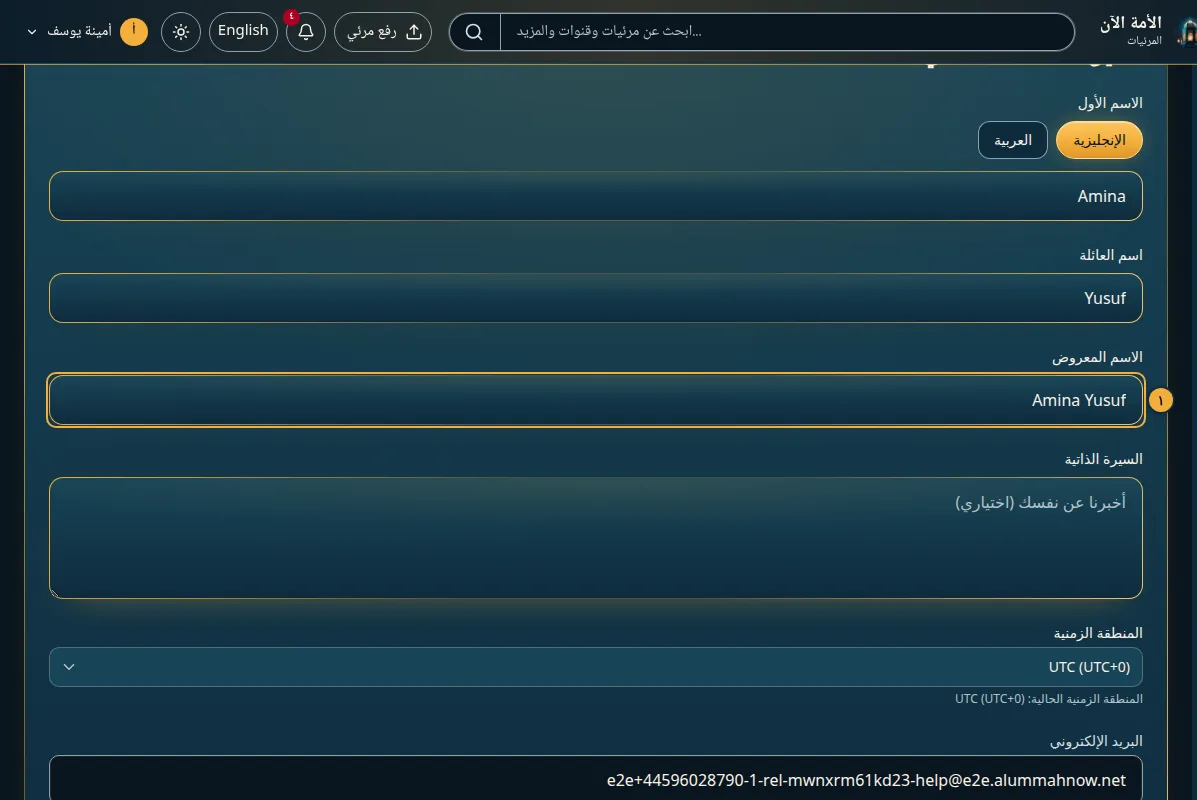 الأمة الآن
المرئيات
ابحث عن مرئيات وقنوات والمزيد...
رفع مرئي
٤
English
أ
أمينة يوسف
الاسم الأول
الإنجليزية
العربية
Amina
اسم العائلة
Yusuf
الاسم المعروض
Amina Yusuf
١
السيرة الذاتية
أخبرنا عن نفسك (اختياري)
المنطقة الزمنية
UTC (UTC+0)
المنطقة الزمنية الحالية: UTC (UTC+0)
البريد الإلكتروني
e2e+44596028790-1-rel-mwnxrm61kd23-help@e2e.alummahnow.net